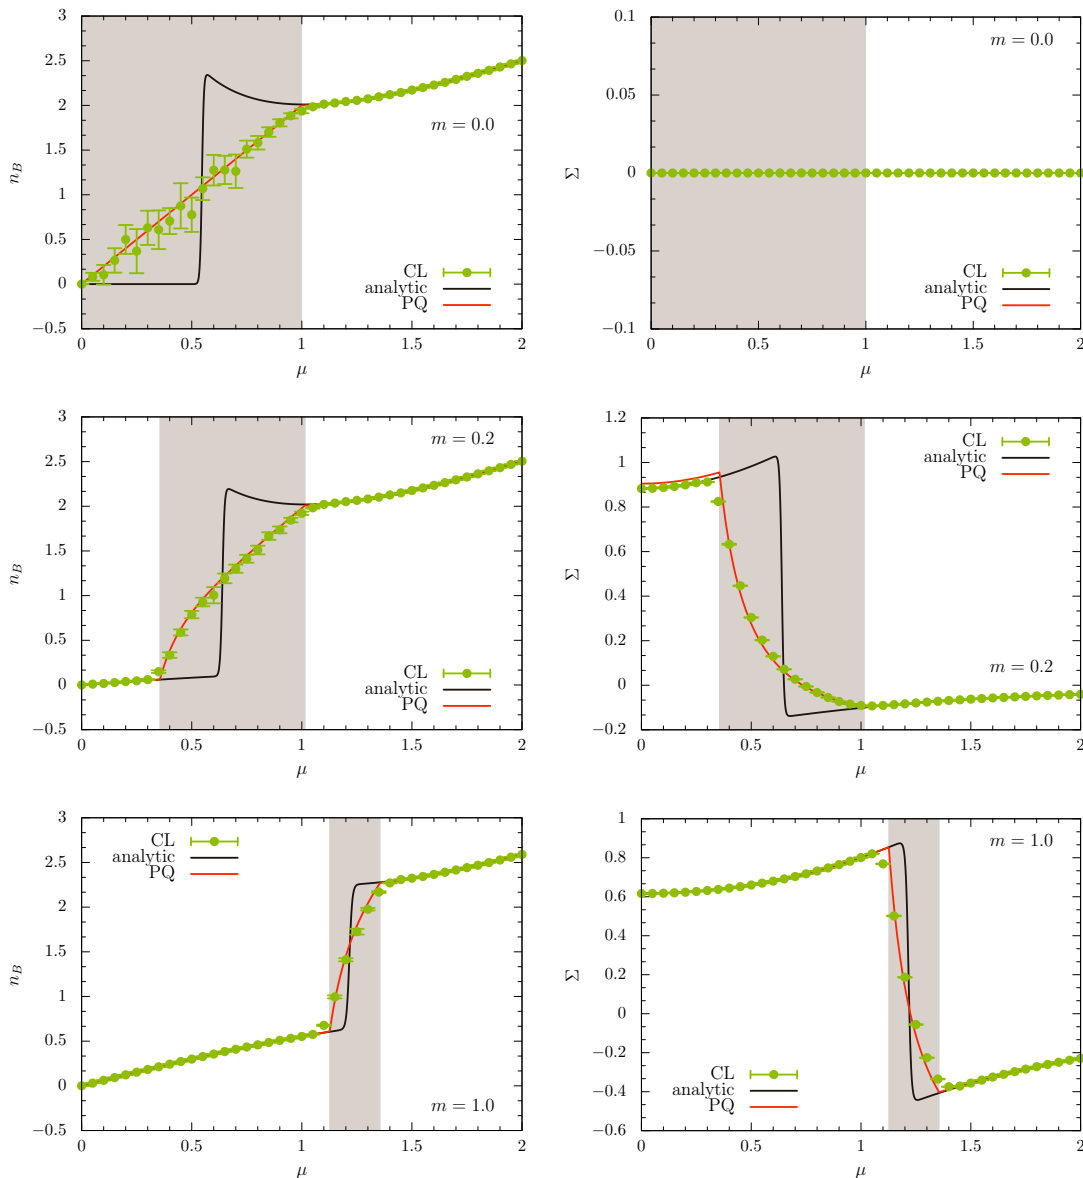 3
2.5
2
1.5
1
0.5
0
−0.5
n_B
0 0.5 1 1.5 2
μ
m = 0.0
CL
analytic
PQ
0.1
0.05
0
−0.05
−0.1
Σ
0 0.5 1 1.5 2
μ
m = 0.0
CL
analytic
PQ
3
2.5
2
1.5
1
0.5
0
−0.5
n_B
0 0.5 1 1.5 2
μ
m = 0.2
CL
analytic
PQ
1.2
1
0.8
0.6
0.4
0.2
0
−0.2
Σ
0 0.5 1 1.5 2
μ
CL
analytic
PQ
m = 0.2
3
2.5
2
1.5
1
0.5
0
−0.5
n_B
0 0.5 1 1.5 2
μ
CL
analytic
PQ
m = 1.0
1
0.8
0.6
0.4
0.2
0
−0.2
−0.4
−0.6
Σ
0 0.5 1 1.5 2
μ
m = 1.0
CL
analytic
PQ